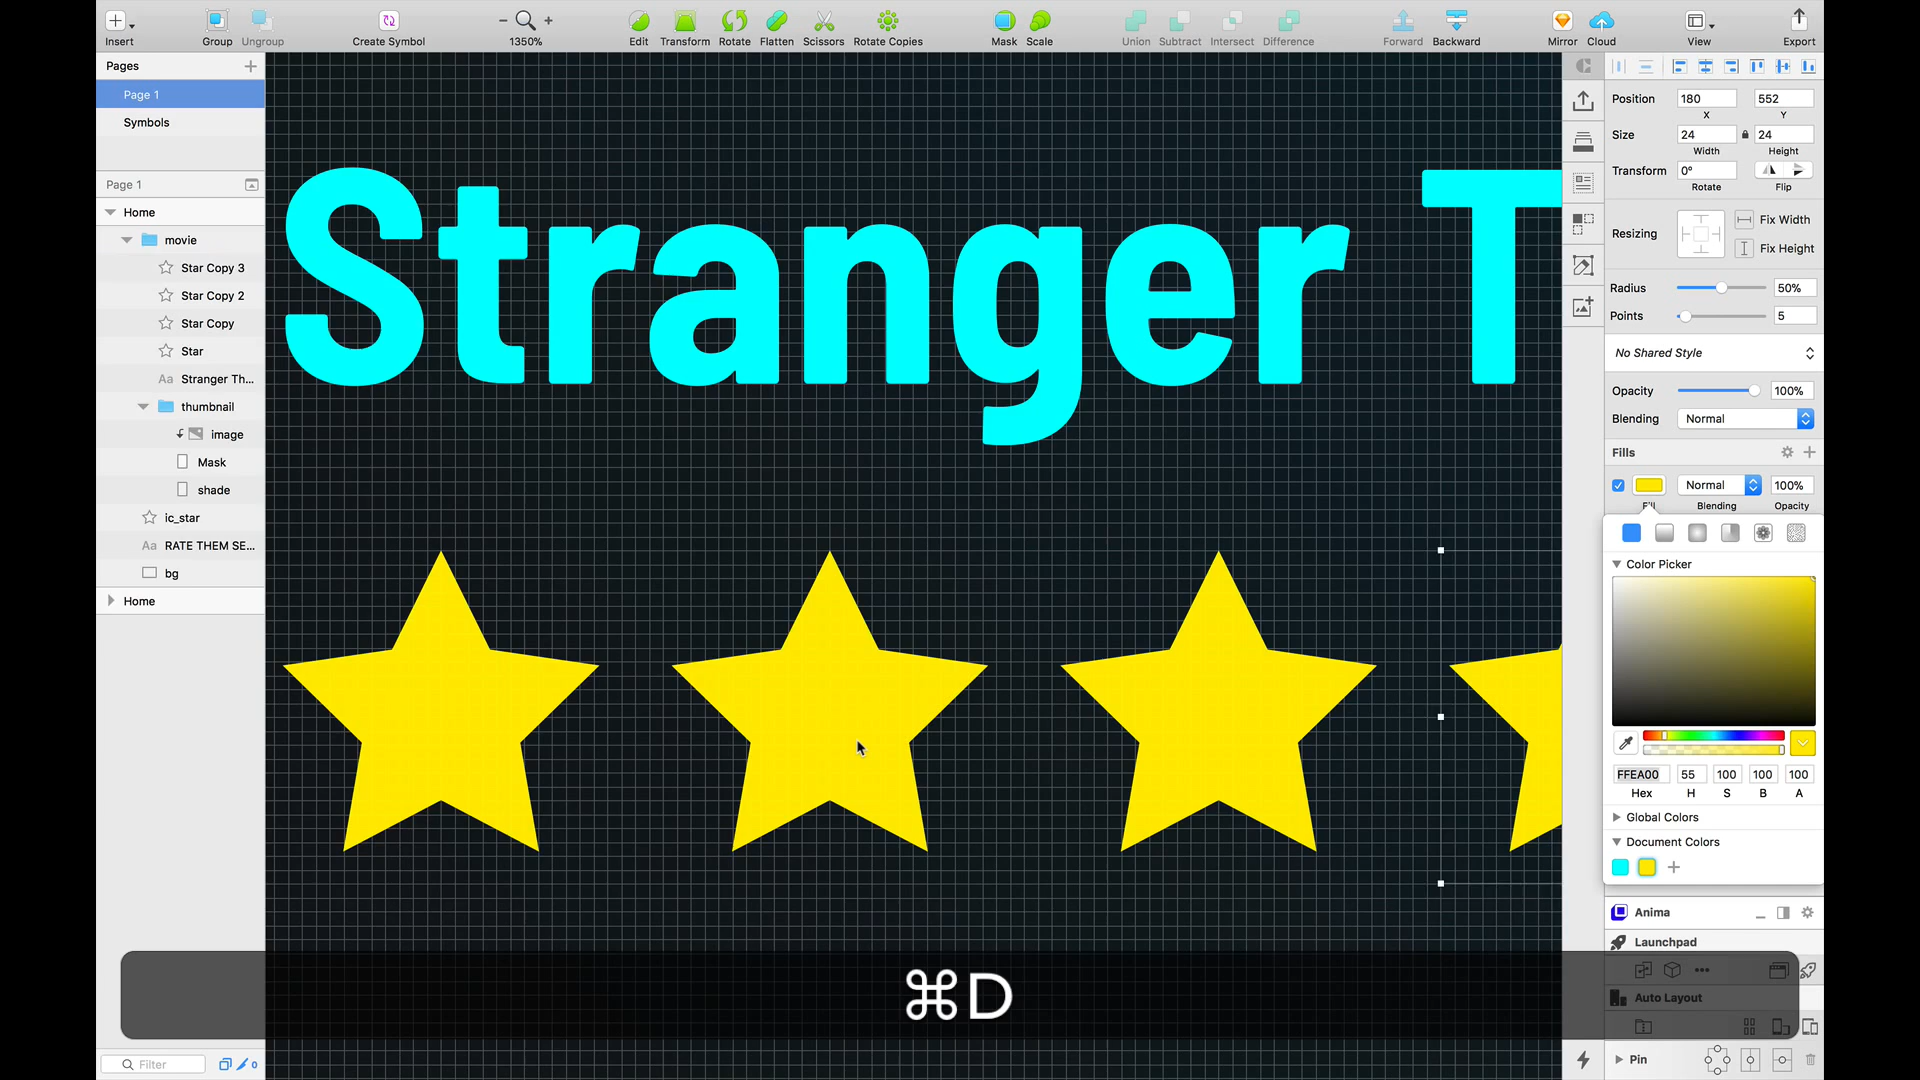 Insert
Group
Ungroup
Create Symbol
1350%
Edit
Transform
Rotate
Flatten
Scissors
Rotate Copies
Mask
Scale
Union
Subtract
Intersect
Difference
Forward
Backward
Mirror
Cloud
View
Export
Pages
Page 1
Symbols
Page 1
Home
movie
Star Copy 3
Star Copy 2
Star Copy
Star
Aa Stranger Th...
thumbnail
image
Mask
shade
ic_star
Aa RATE THEM SE...
bg
Home
Filter
0
Stranger T
⌘D
Position 180 552
X Y
Size 24 24
Width Height
Transform 0°
Rotate Flip
Resizing Fix Width
Fix Height
Radius 50%
Points 5
No Shared Style
Opacity 100%
Blending Normal
Fills
Normal 100%
Fill Blending Opacity
Color Picker
FFEA00 55 100 100 100
Hex H S B A
Global Colors
Document Colors
Anima
Launchpad
Auto Layout
Pin